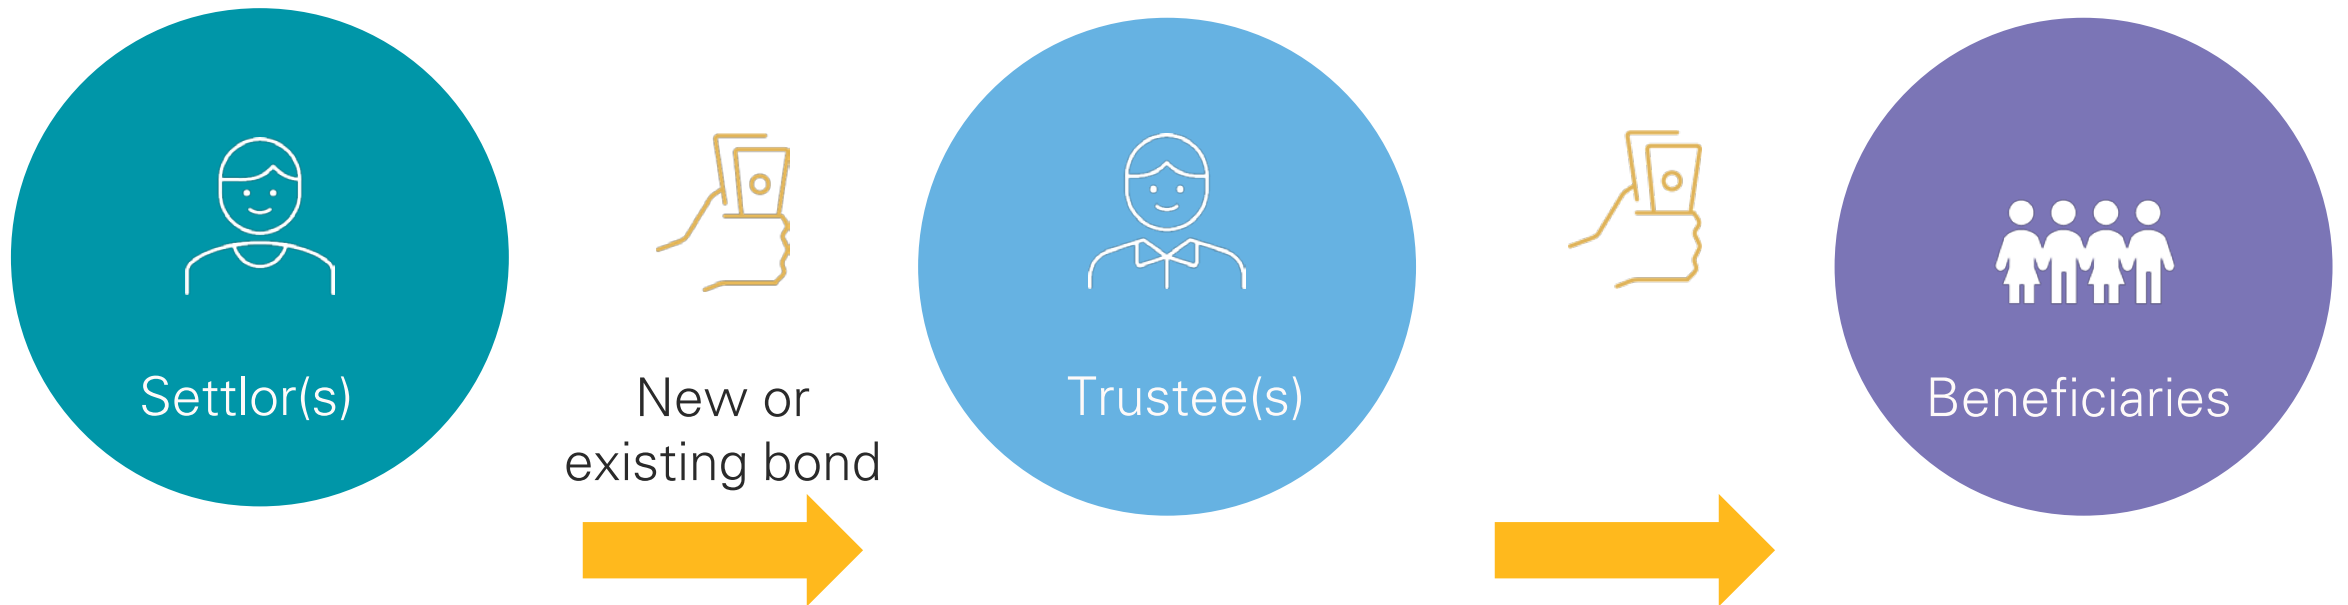 Settlor(s)
New or
existing bond
Trustee(s)
Beneficiaries